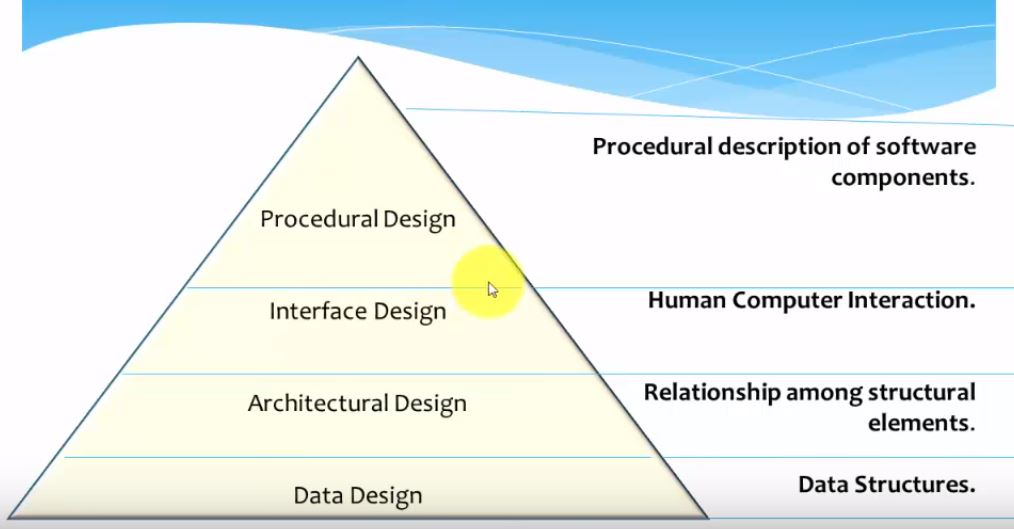 Procedural description of software
components.
Procedural Design
Interface Design
Human Computer Interaction.
Architectural Design
Relationship among structural
elements.
Data Design
Data Structures.